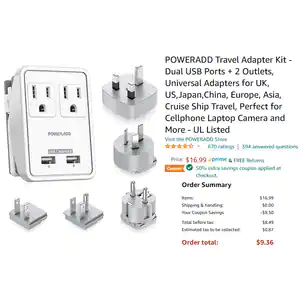 POWERADD Travel Adapter Kit -
Dual USB Ports + 2 Outlets,
Universal Adapters for UK,
US,Japan,China, Europe, Asia,
Cruise Ship Travel, Perfect for
Cellphone Laptop Camera and
More - UL Listed
Visit the POWERADD Store
670 ratings | 394 answered questions
Price: $16.99 prime & FREE Returns
Coupon 50% extra savings coupon applied at
checkout.
Order Summary
Items: $16.99
Shipping & handling: $0.00
Your Coupon Savings: -$8.50
Total before tax: $8.49
Estimated tax to be collected: $0.87
Order total: $9.36
POWERADD